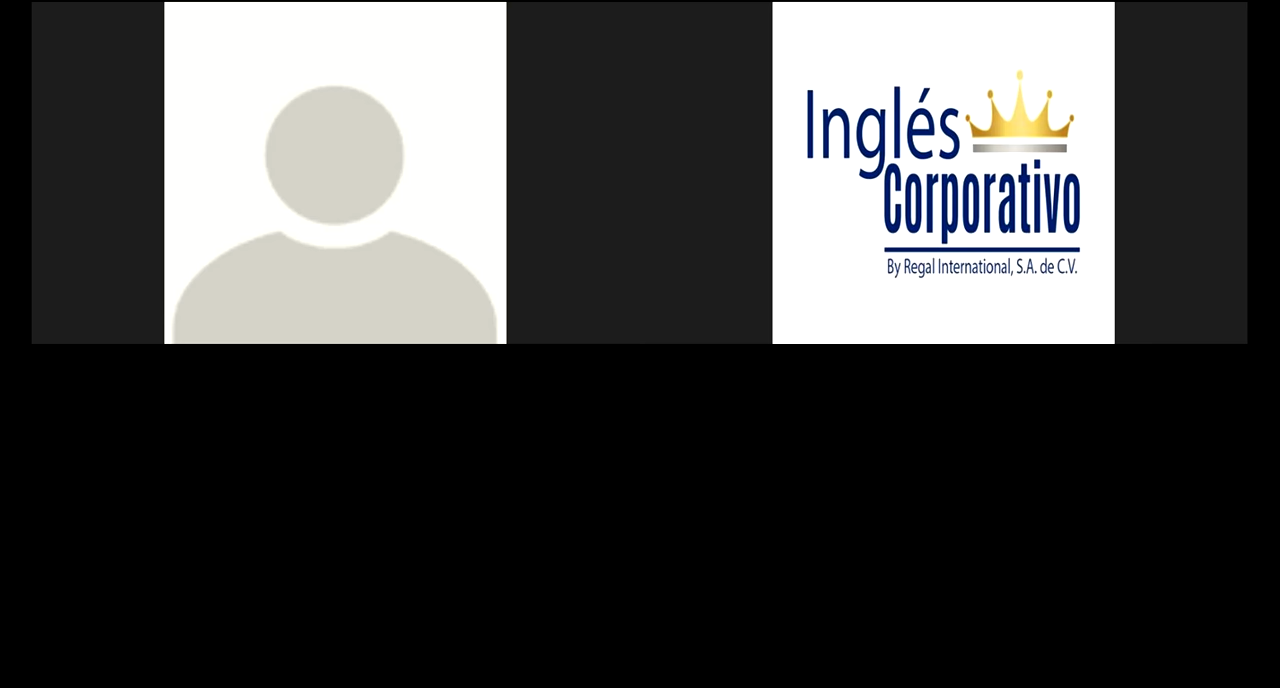 Inglés
Corporativo
By Regal International, S.A. de C.V.